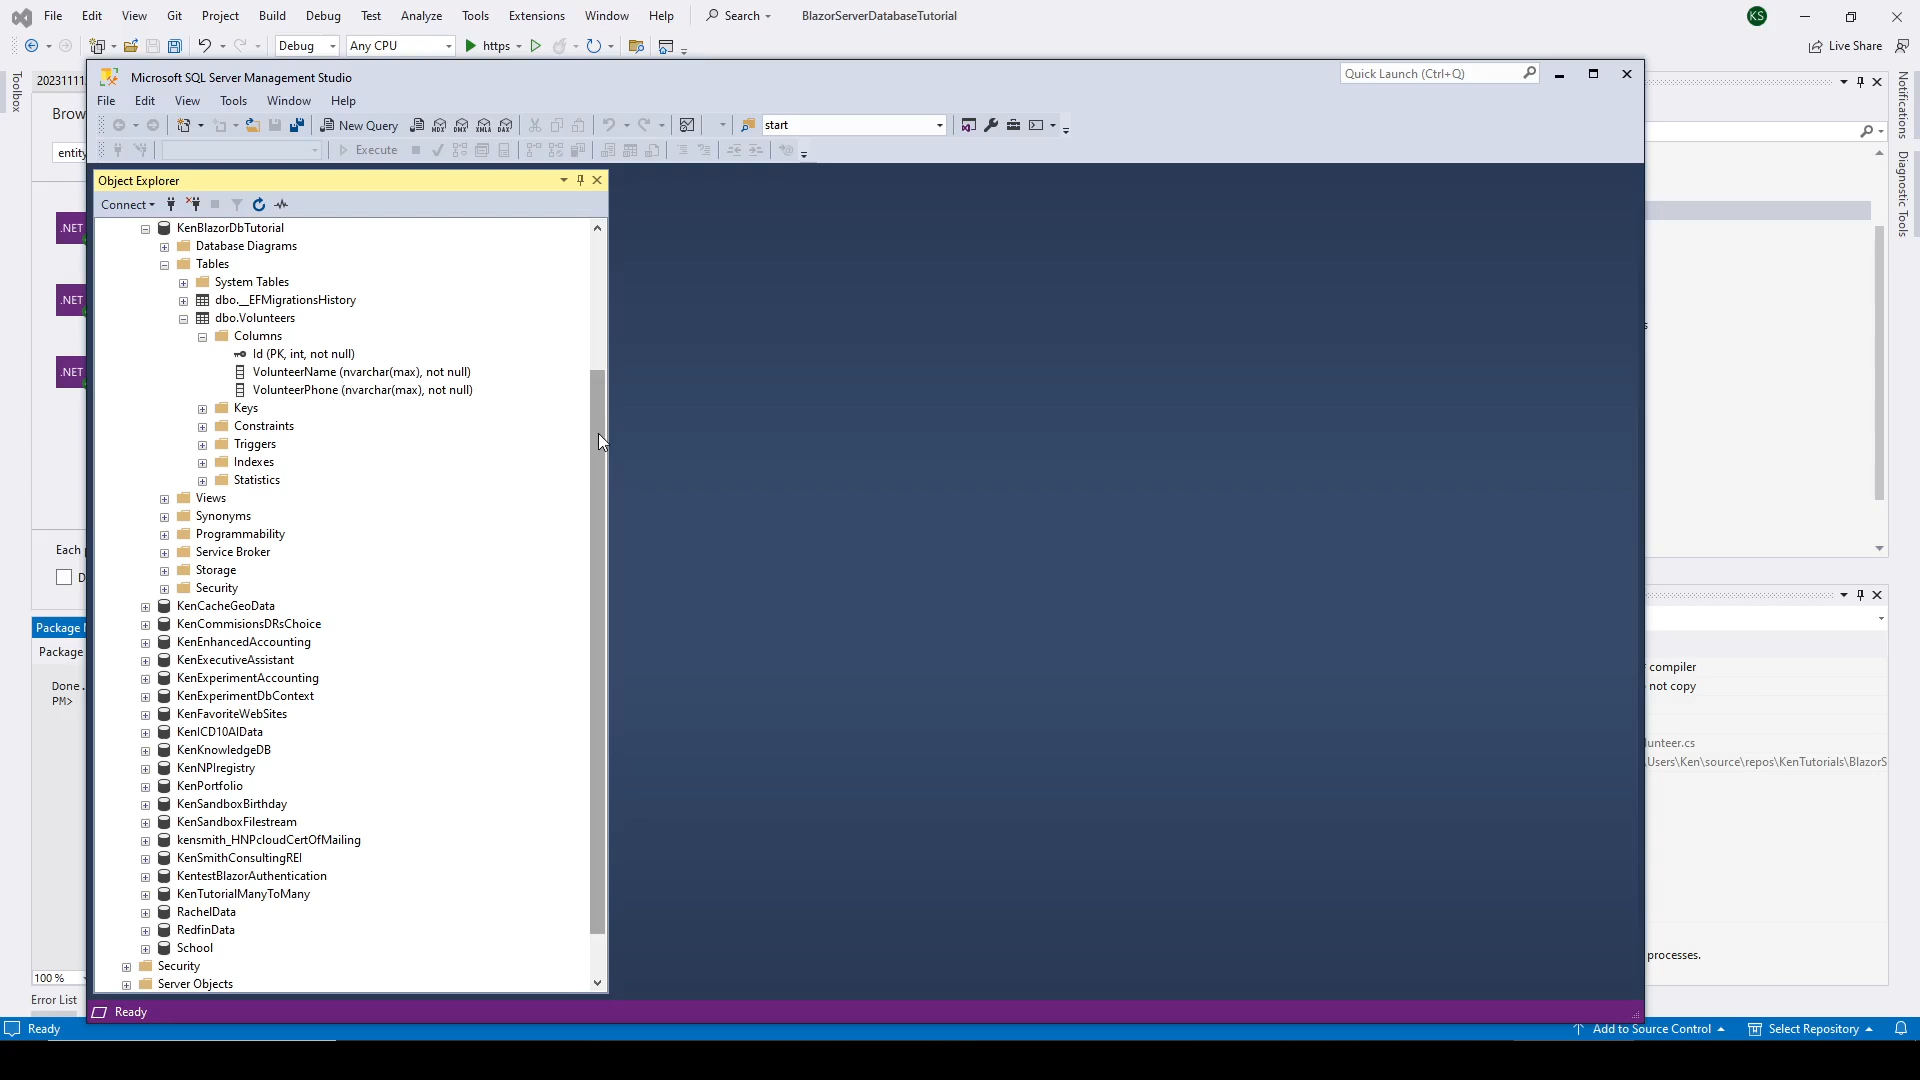 File Edit View Git Project Build Debug Test Analyze Tools Extensions Window Help Search BlazorServerDatabaseTutorial KS
Debug Any CPU https Live Share
Toolbox
20231111
Microsoft SQL Server Management Studio Quick Launch (Ctrl+Q)
File Edit View Tools Window Help
New Query MDX DMX XMLA DAX start
Execute
Object Explorer
Connect
KenBlazorDbTutorial
Database Diagrams
Tables
System Tables
dbo.__EFMigrationsHistory
dbo.Volunteers
Columns
Id (PK, int, not null)
VolunteerName (nvarchar(max), not null)
VolunteerPhone (nvarchar(max), not null)
Keys
Constraints
Triggers
Indexes
Statistics
Views
Synonyms
Programmability
Service Broker
Storage
Security
KenCacheGeoData
KenCommisionsDRsChoice
KenEnhancedAccounting
KenExecutiveAssistant
KenExperimentAccounting
KenExperimentDbContext
KenFavoriteWebSites
KenICD10AIData
KenKnowledgeDB
KenNPIregistry
KenPortfolio
KenSandboxBirthday
KenSandboxFilestream
kensmith_HNPcloudCertOfMailing
KenSmithConsultingREI
KentestBlazorAuthentication
KenTutorialManyToMany
RachelData
RedfinData
School
Security
Server Objects
Ready
Brow
entity
.NET
.NET
.NET
Each
D
Package
Package
Done.
PM>
100 %
Error List
Notifications
Diagnostic Tools
s
compiler
not copy
lunteer.cs
\Users\Ken\source\repos\KenTutorials\BlazorS
processes.
Ready Add to Source Control Select Repository